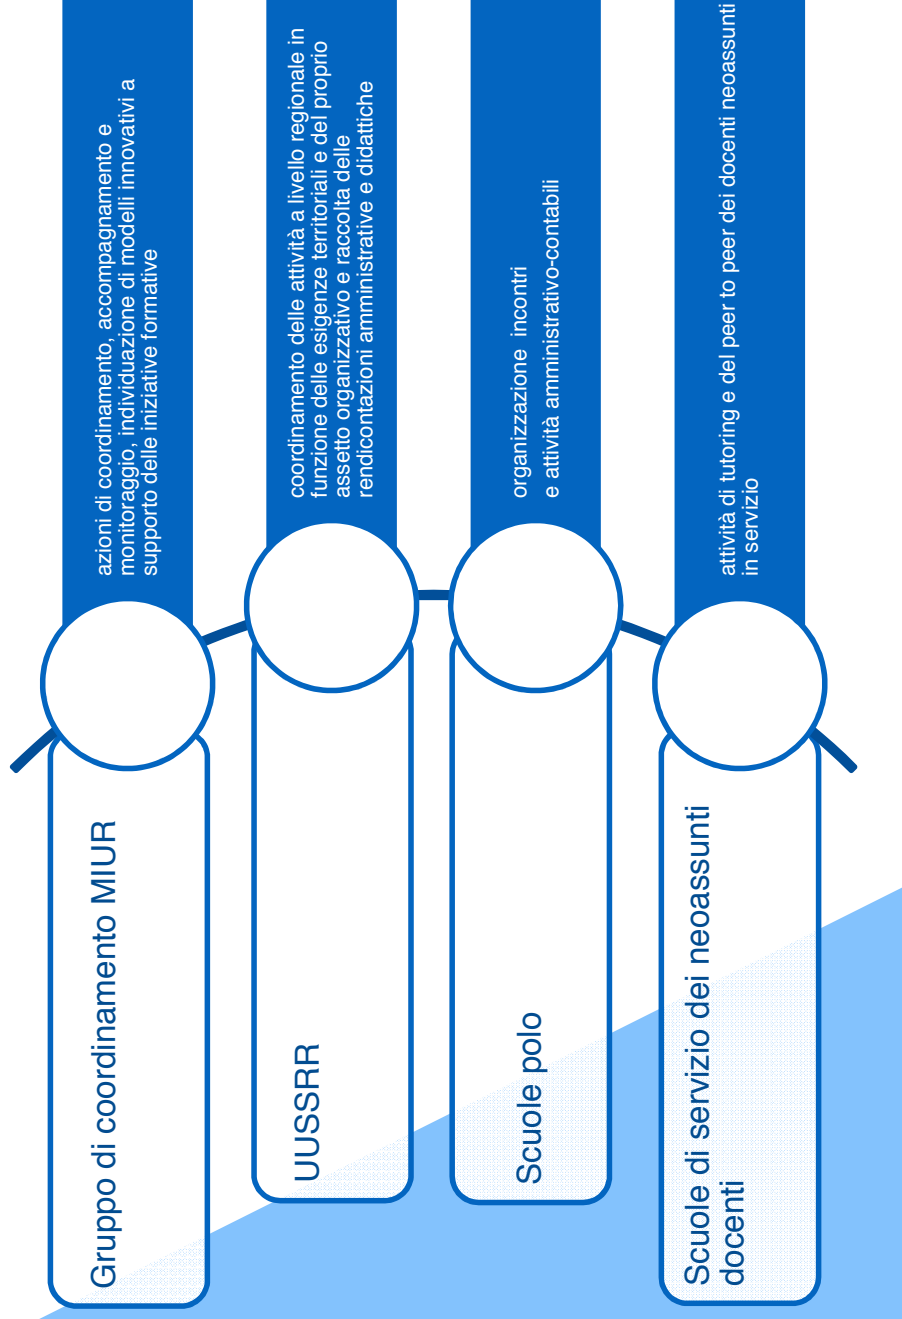 Gruppo di coordinamento MIUR
azioni di coordinamento, accompagnamento e
monitoraggio, individuazione di modelli innovativi a
supporto delle iniziative formative
UUSSRR
coordinamento delle attività a livello regionale in
funzione delle esigenze territoriali e del proprio
assetto organizzativo e raccolta delle
rendicontazioni amministrative e didattiche
Scuole polo
organizzazione incontri
e attività amministrativo-contabili
Scuole di servizio dei neoassunti
docenti
attività di tutoring e del peer to peer dei docenti neoassunti
in servizio